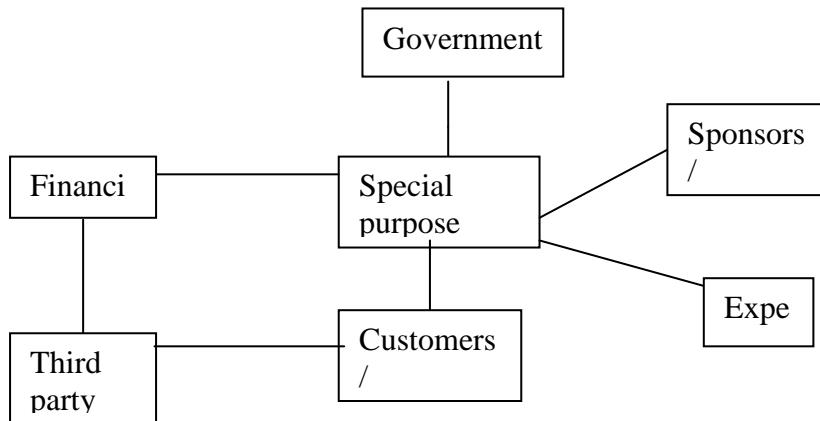 Government
Sponsors
/
Financi
Special
purpose
Expe
Customers
/
Third
party